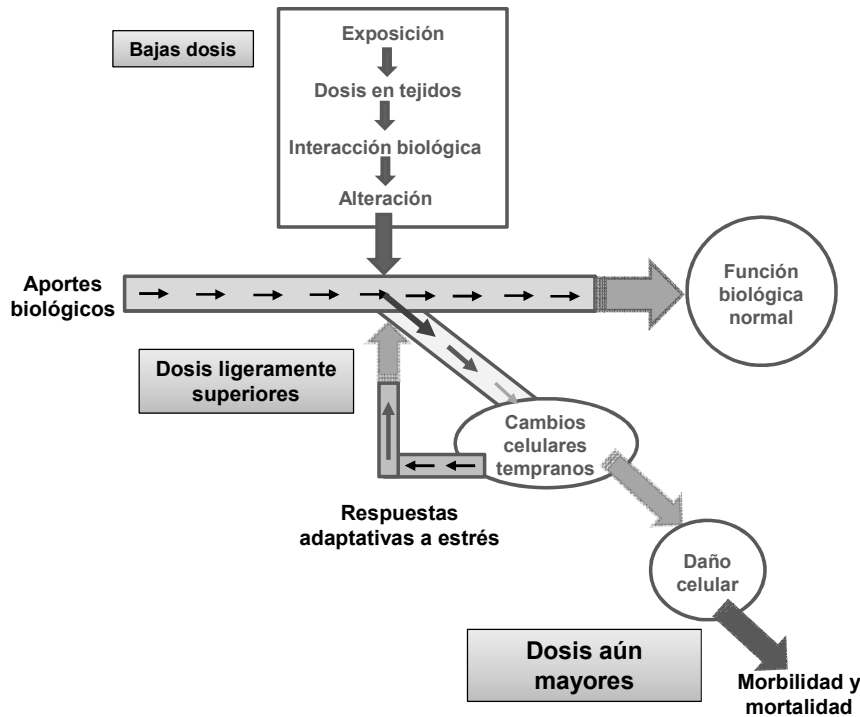 Bajas dosis
Exposición
Dosis en tejidos
Interacción biológica
Alteración
Aportes
biológicos
Función
biológica
normal
Dosis ligeramente
superiores
Cambios
celulares
tempranos
Respuestas
adaptativas a estrés
Daño
celular
Dosis aún
mayores
Morbilidad y
mortalidad